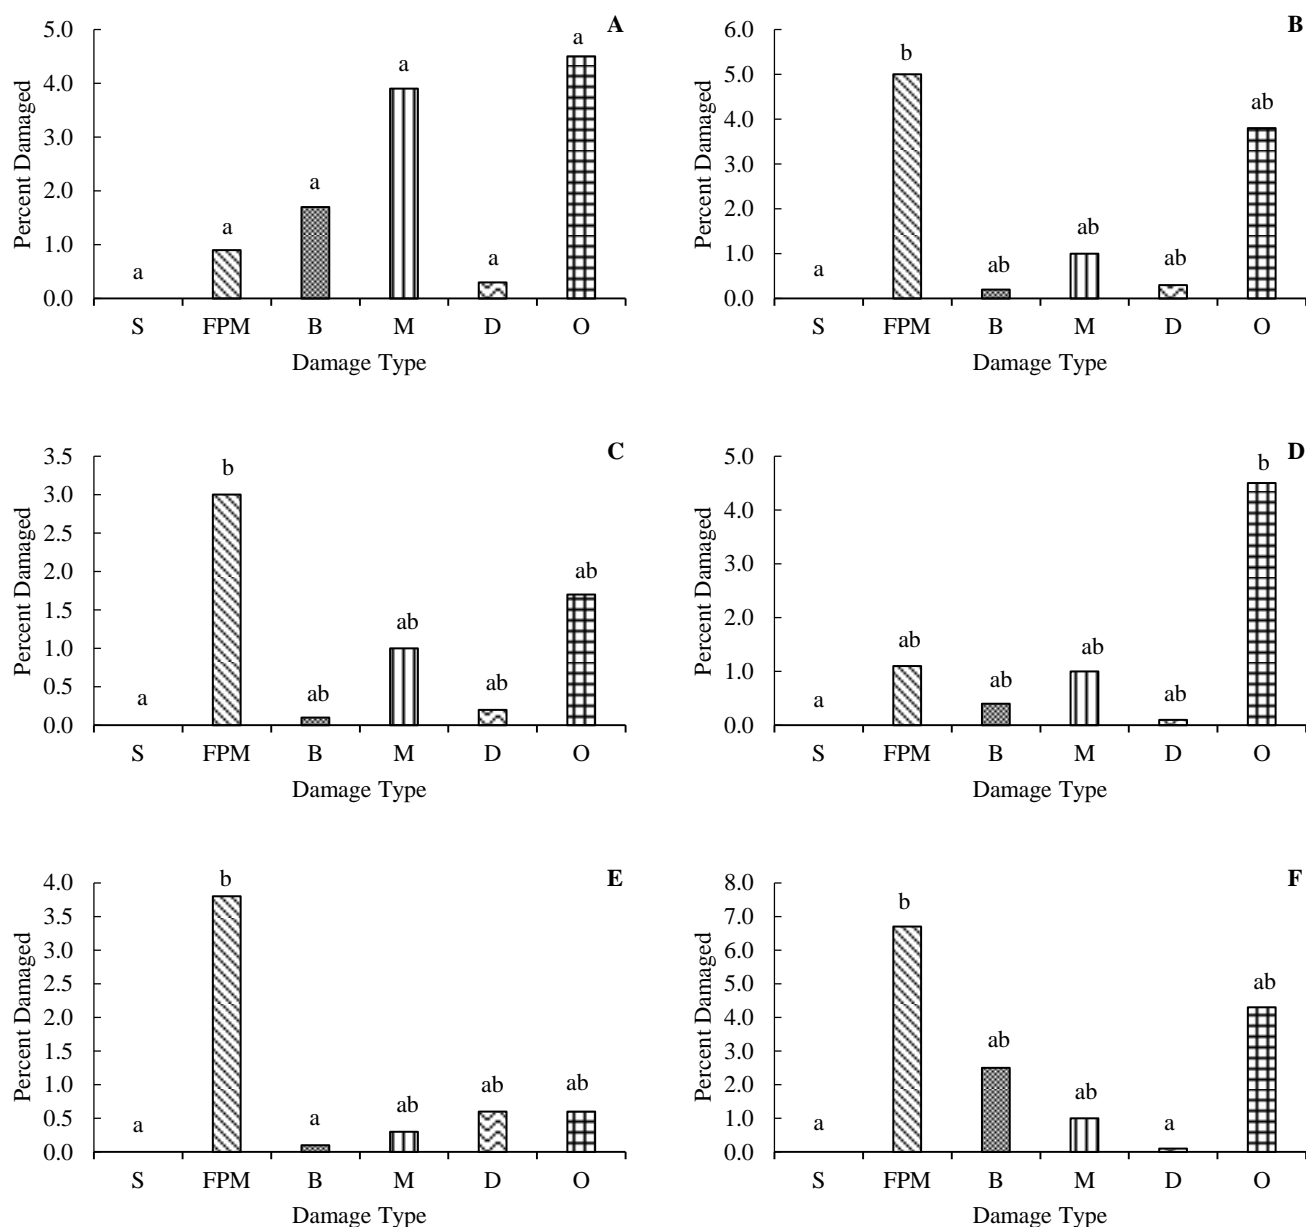 A
Percent Damaged
5.0
4.0
3.0
2.0
1.0
0.0
a
a
a
a
a
a
S FPM B M D O
Damage Type
B
Percent Damaged
6.0
5.0
4.0
3.0
2.0
1.0
0.0
a
b
ab
ab
ab
ab
S FPM B M D O
Damage Type
C
Percent Damaged
3.5
3.0
2.5
2.0
1.5
1.0
0.5
0.0
a
b
ab
ab
ab
ab
S FPM B M D O
Damage Type
D
Percent Damaged
5.0
4.0
3.0
2.0
1.0
0.0
a
ab
ab
ab
ab
b
S FPM B M D O
Damage Type
E
Percent Damaged
4.0
3.5
3.0
2.5
2.0
1.5
1.0
0.5
0.0
a
b
a
ab
ab
ab
S FPM B M D O
Damage Type
F
Percent Damaged
8.0
7.0
6.0
5.0
4.0
3.0
2.0
1.0
0.0
a
b
ab
ab
a
ab
S FPM B M D O
Damage Type